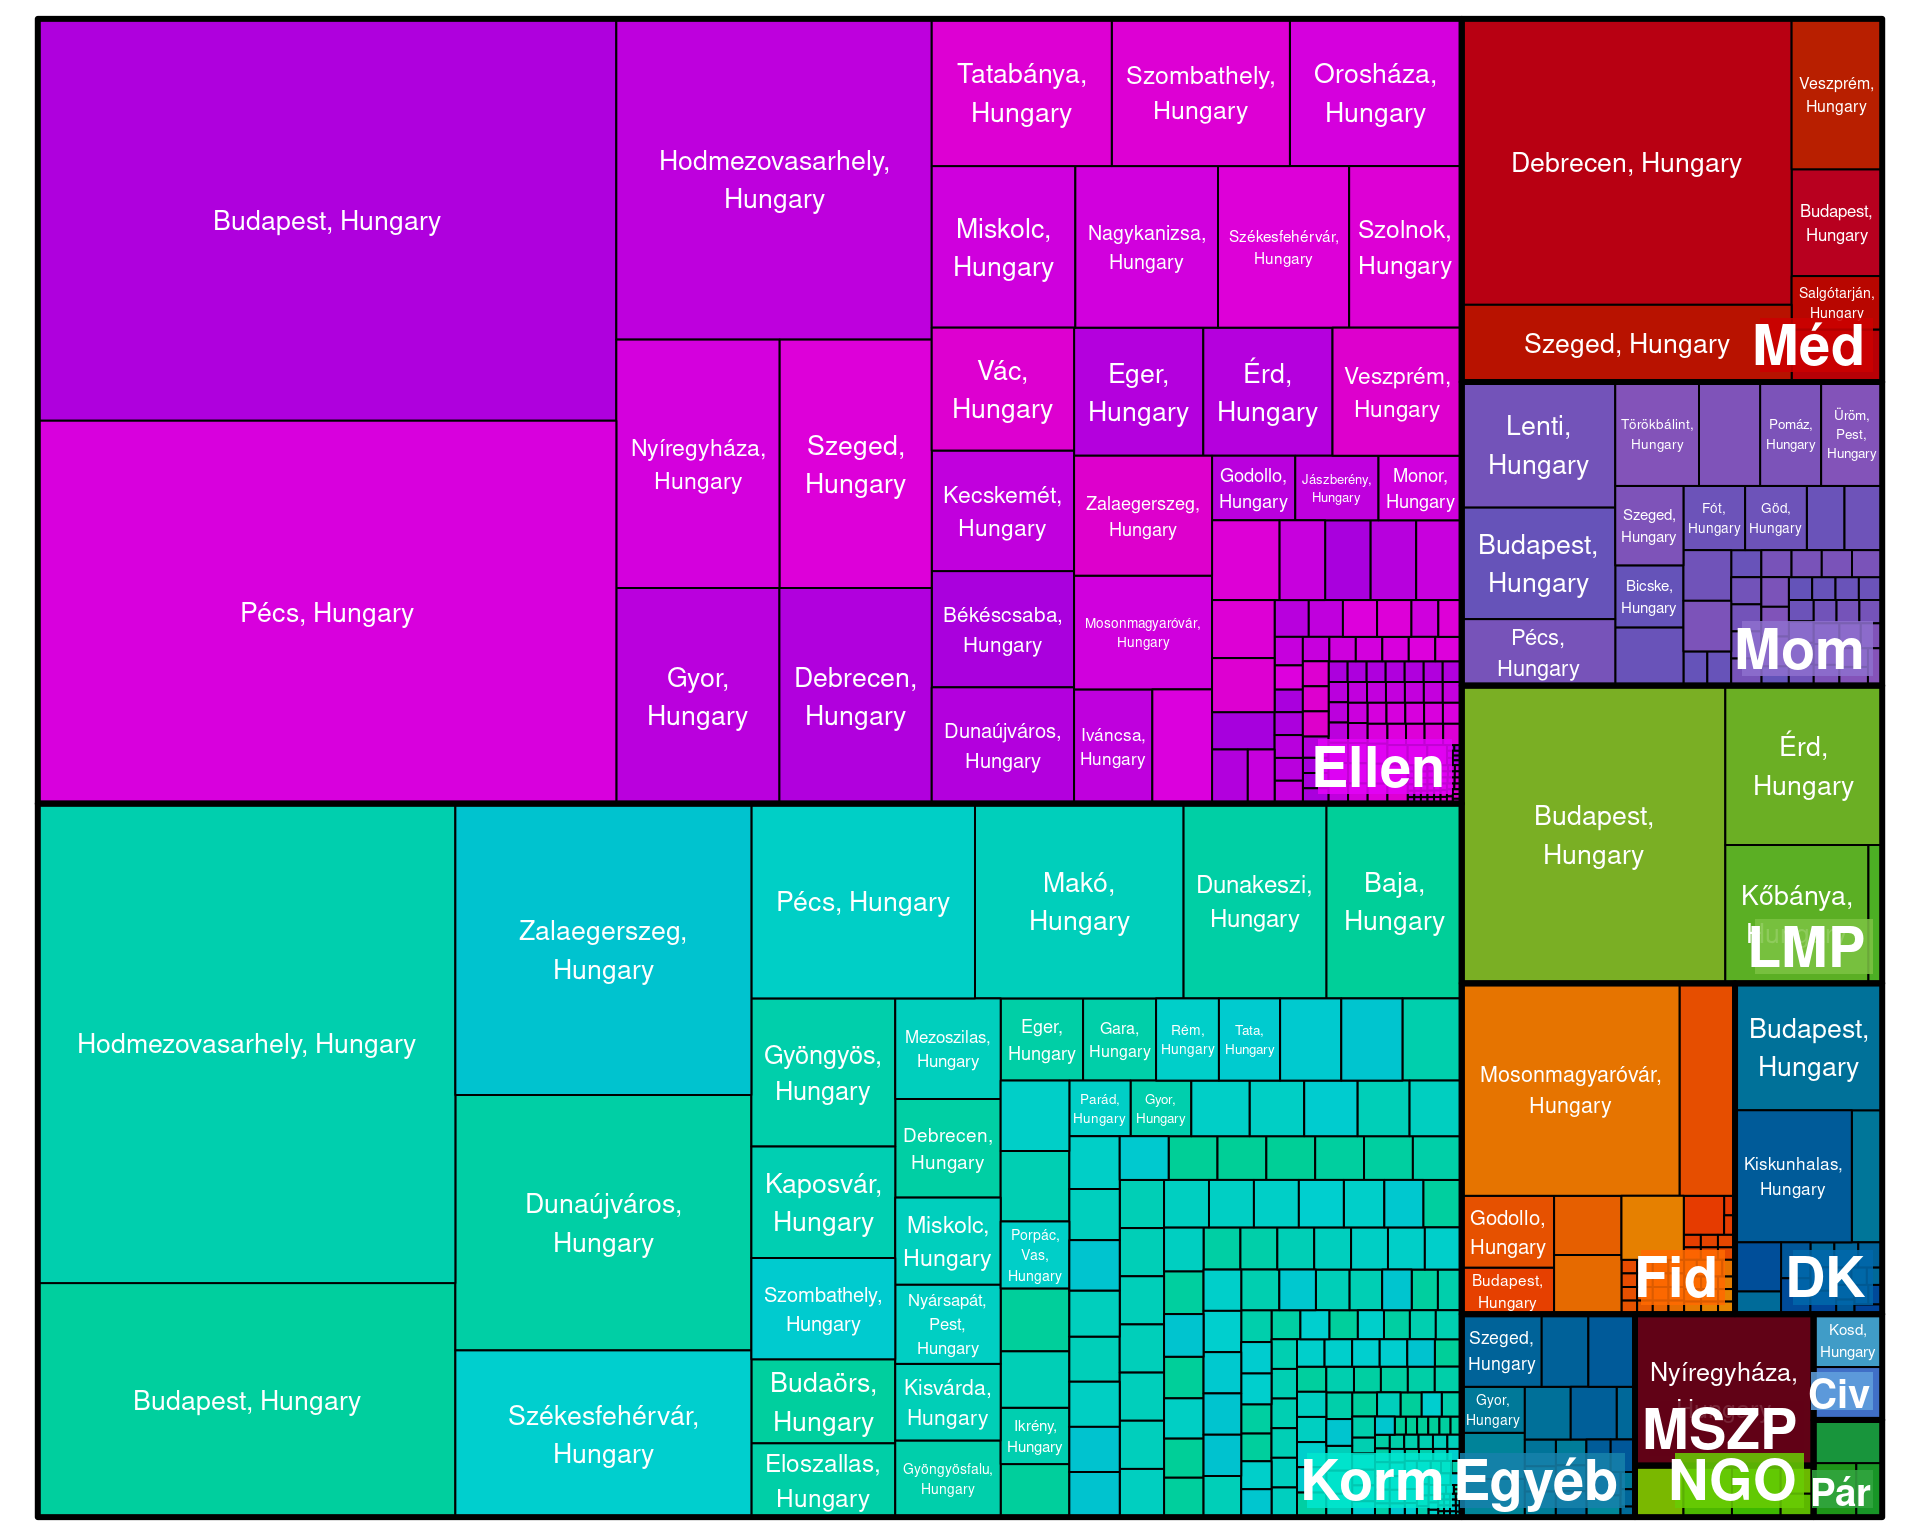 Budapest, Hungary
Pécs, Hungary
Hodmezovasarhely,
Hungary
Nyíregyháza,
Hungary
Szeged,
Hungary
Gyor,
Hungary
Debrecen,
Hungary
Tatabánya,
Hungary
Szombathely,
Hungary
Orosháza,
Hungary
Miskolc,
Hungary
Nagykanizsa,
Hungary
Székesfehérvár,
Hungary
Szolnok,
Hungary
Vác,
Hungary
Eger,
Hungary
Érd,
Hungary
Veszprém,
Hungary
Kecskemét,
Hungary
Zalaegerszeg,
Hungary
Godollo,
Hungary
Jászberény,
Hungary
Monor,
Hungary
Békéscsaba,
Hungary
Mosonmagyaróvár,
Hungary
Dunaújváros,
Hungary
Iváncsa,
Hungary
Ellen
Debrecen, Hungary
Veszprém,
Hungary
Budapest,
Hungary
Salgótarján,
Hungary
Szeged, Hungary
Méd
Lenti,
Hungary
Törökbálint,
Hungary
Pomáz,
Hungary
Üröm,
Pest,
Hungary
Budapest,
Hungary
Szeged,
Hungary
Fót,
Hungary
Göd,
Hungary
Bicske,
Hungary
Pécs,
Hungary
Mom
Budapest,
Hungary
Érd,
Hungary
Kőbánya,
Hungary
LMP
Hodmezovasarhely, Hungary
Budapest, Hungary
Zalaegerszeg,
Hungary
Dunaújváros,
Hungary
Székesfehérvár,
Hungary
Pécs, Hungary
Makó,
Hungary
Dunakeszi,
Hungary
Baja,
Hungary
Gyöngyös,
Hungary
Mezoszilas,
Hungary
Eger,
Hungary
Gara,
Hungary
Rém,
Hungary
Tata,
Hungary
Debrecen,
Hungary
Parád,
Hungary
Gyor,
Hungary
Kaposvár,
Hungary
Miskolc,
Hungary
Porpác,
Vas,
Hungary
Szombathely,
Hungary
Nyársapát,
Pest,
Hungary
Budaörs,
Hungary
Kisvárda,
Hungary
Ikrény,
Hungary
Eloszallas,
Hungary
Gyöngyösfalu,
Hungary
Korm
Mosonmagyaróvár,
Hungary
Godollo,
Hungary
Budapest,
Hungary
Fid
Budapest,
Hungary
Kiskunhalas,
Hungary
DK
Szeged,
Hungary
Gyor,
Hungary
Egyéb
Nyíregyháza,
Hungary
MSZP
NGO
Kosd,
Hungary
Civ
Pár